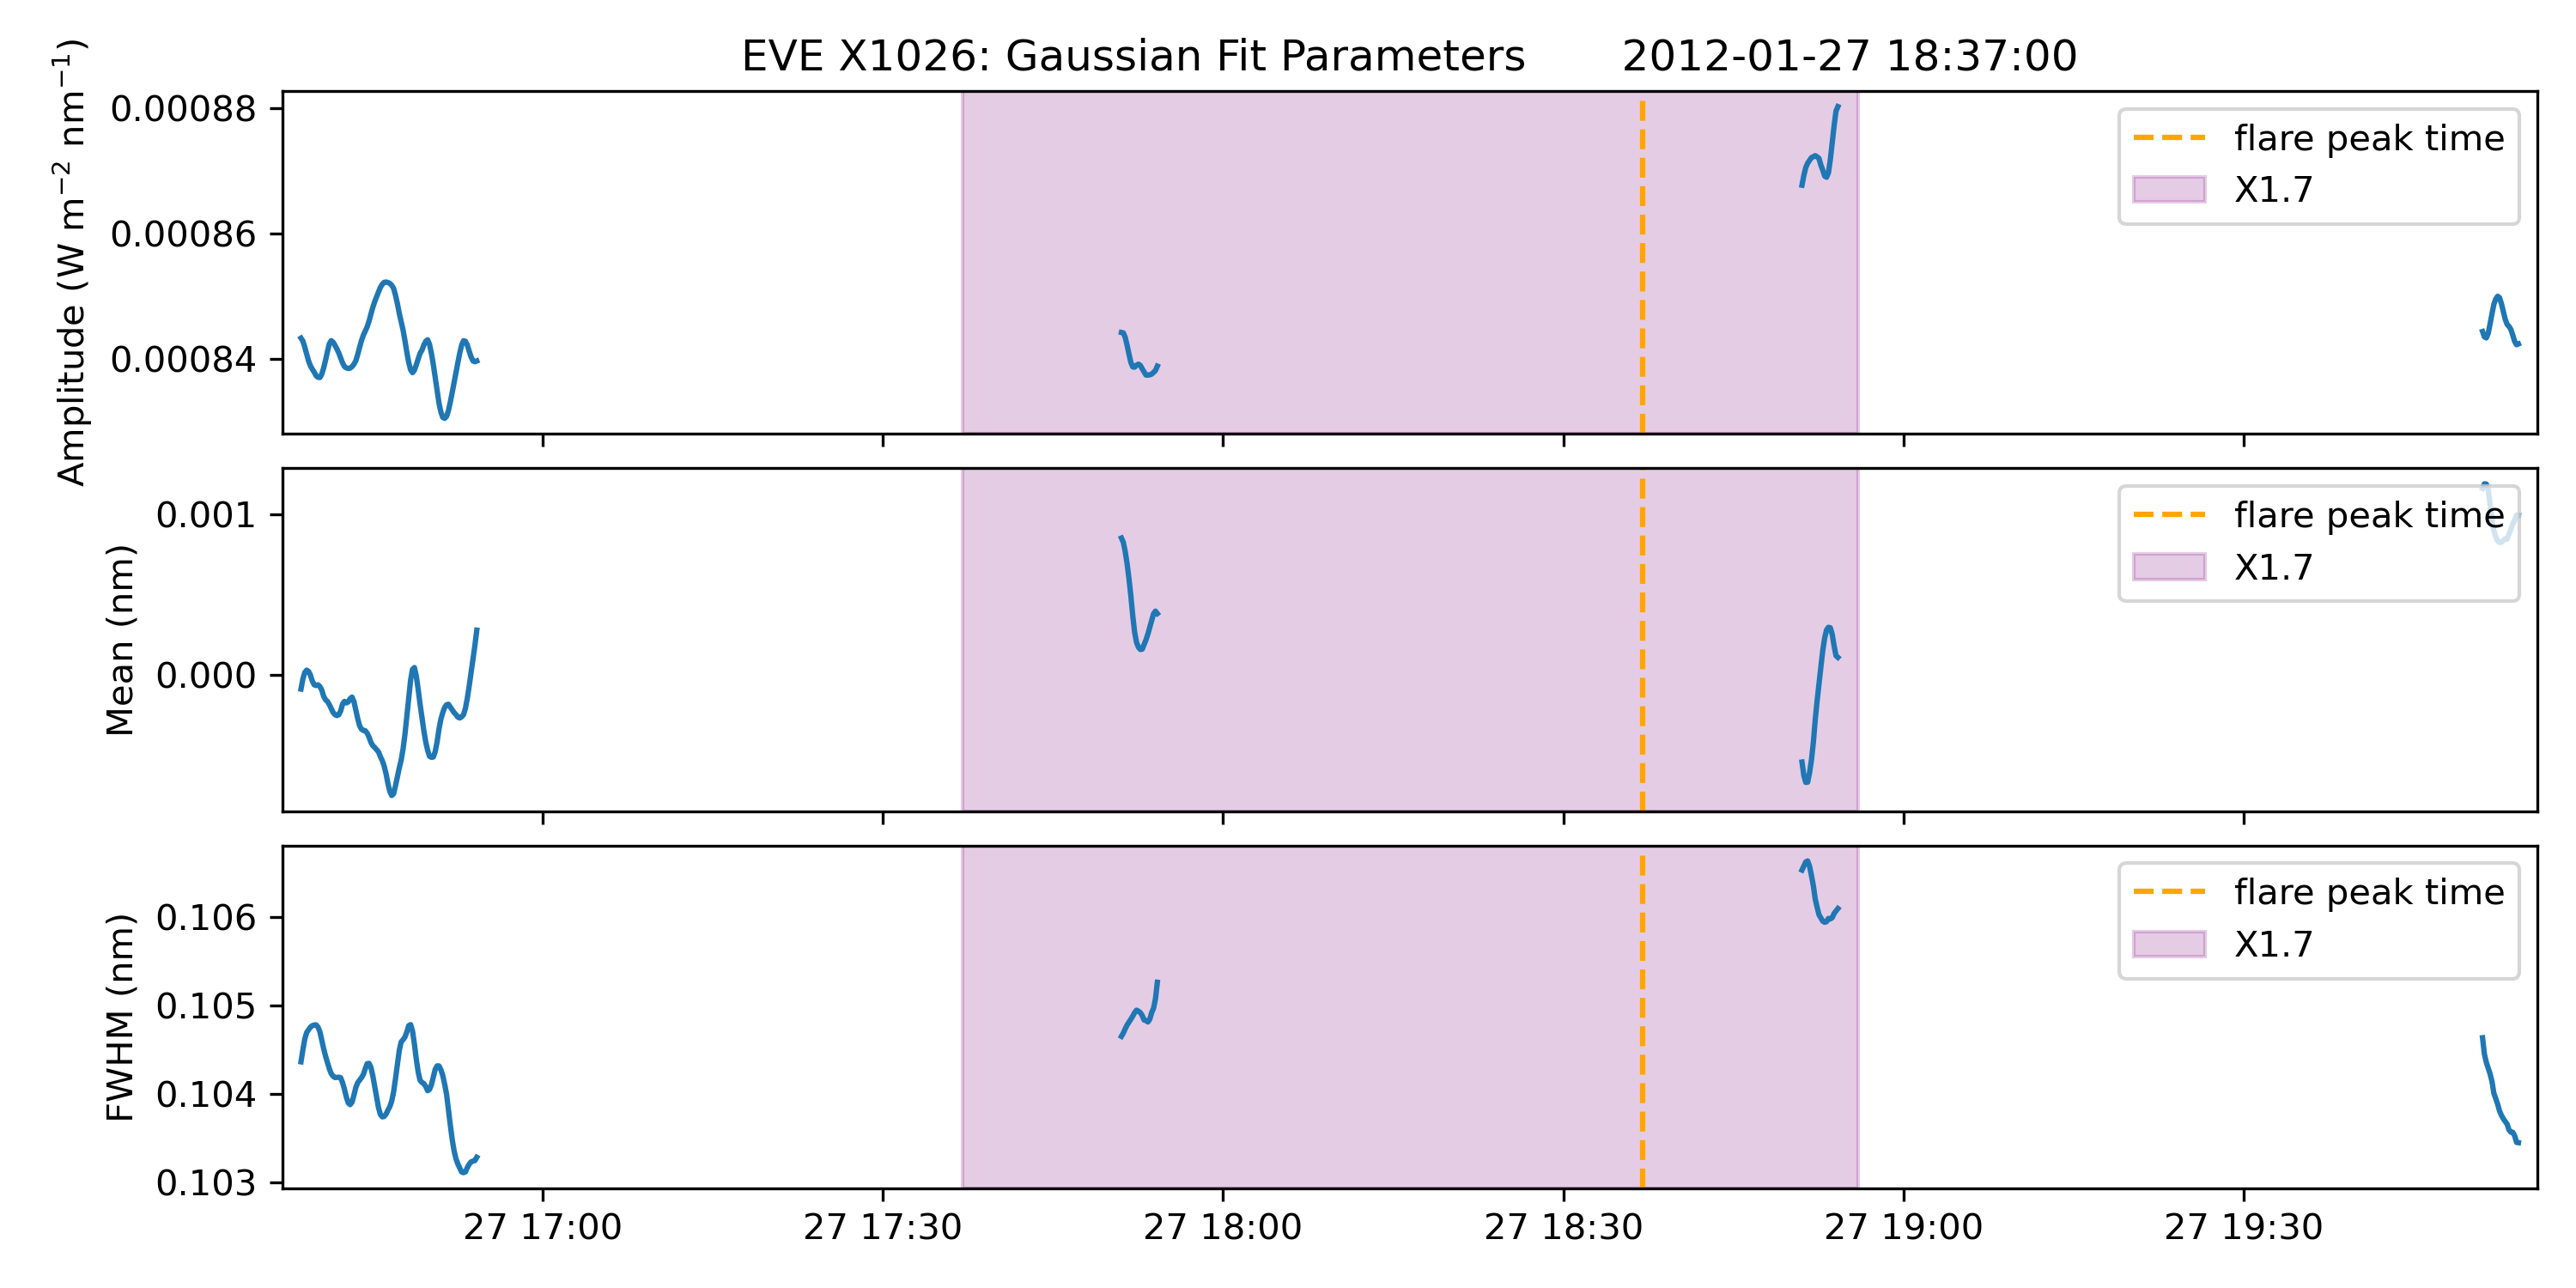 EVE X1026: Gaussian Fit Parameters 2012-01-27 18:37:00
Amplitude (W m⁻² nm⁻¹)
0.00088
0.00086
0.00084
flare peak time
X1.7
Mean (nm)
0.001
0.000
flare peak time
X1.7
FWHM (nm)
0.106
0.105
0.104
0.103
flare peak time
X1.7
27 17:00 27 17:30 27 18:00 27 18:30 27 19:00 27 19:30